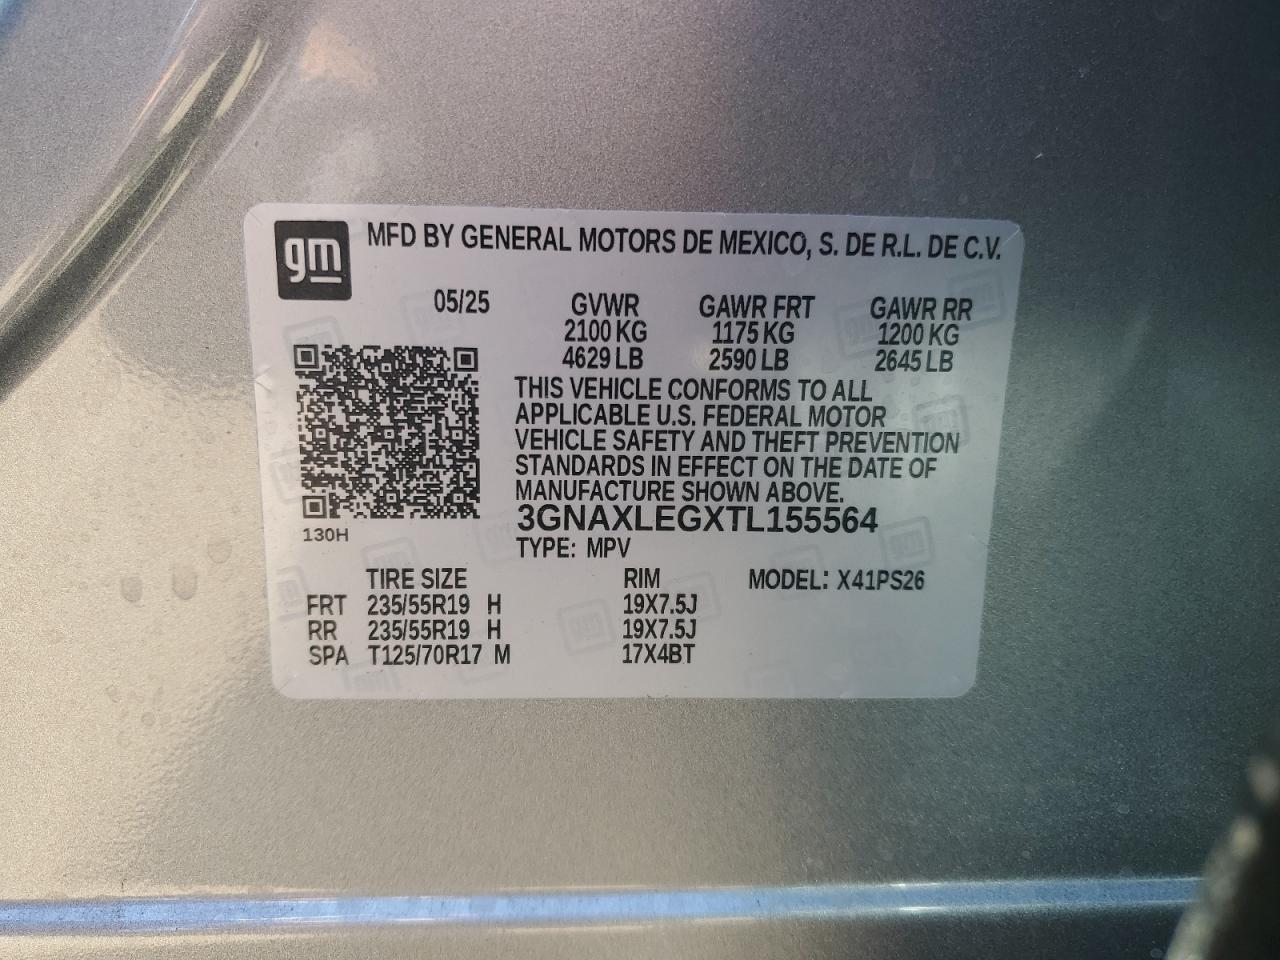 gm
MFD BY GENERAL MOTORS DE MEXICO, S. DE R.L. DE C.V.
05/25 GVWR GAWR FRT GAWR RR
2100 KG 1175 KG 1200 KG
4629 LB 2590 LB 2645 LB
THIS VEHICLE CONFORMS TO ALL
APPLICABLE U.S. FEDERAL MOTOR
VEHICLE SAFETY AND THEFT PREVENTION
STANDARDS IN EFFECT ON THE DATE OF
MANUFACTURE SHOWN ABOVE.
3GNAXLEGXTL155564
130H
TYPE: MPV
TIRE SIZE RIM MODEL: X41PS26
FRT 235/55R19 H 19X7.5J
RR 235/55R19 H 19X7.5J
SPA T125/70R17 M 17X4BT